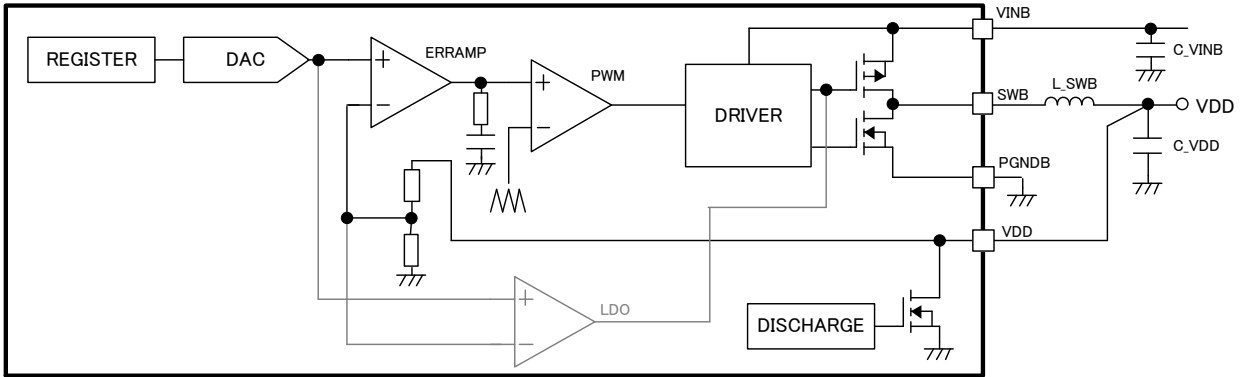 VINB
C_VINB
REGISTER
DAC
ERRAMP
+
−
PWM
+
−
DRIVER
SWB
L_SWB
VDD
C_VDD
PGNDB
VDD
+
−
LDO
DISCHARGE